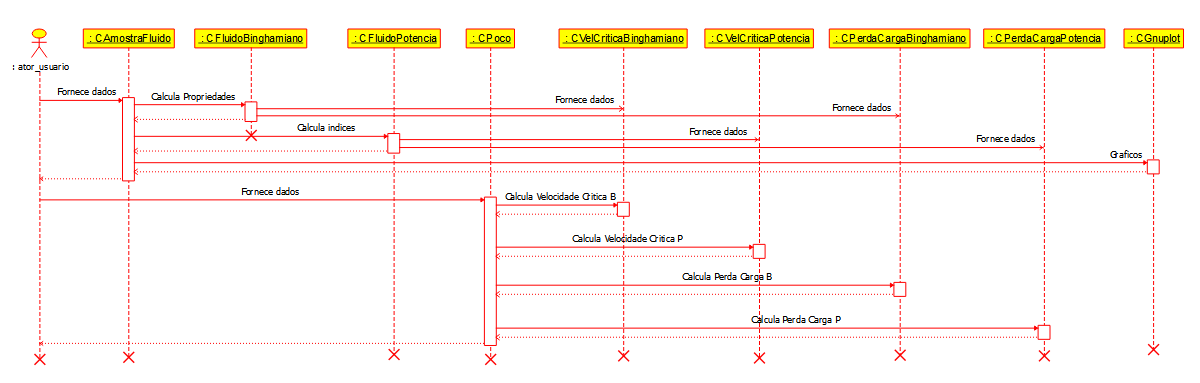 : CAmostraFluido
: CFluidoBinghamiano
: CFluidoPotencia
: CPoco
: CVelCriticaBinghamiano
: CVelCriticaPotencia
: CPerdaCargaBinghamiano
: CPerdaCargaPotencia
: CGnuplot
: ator_usuario
Fornece dados
Calcula Propriedades
Fornece dados
Fornece dados
Calcula indices
Fornece dados
Fornece dados
Graficos
Fornece dados
Calcula Velocidade Critica B
Calcula Velocidade Critica P
Calcula Perda Carga B
Calcula Perda Carga P